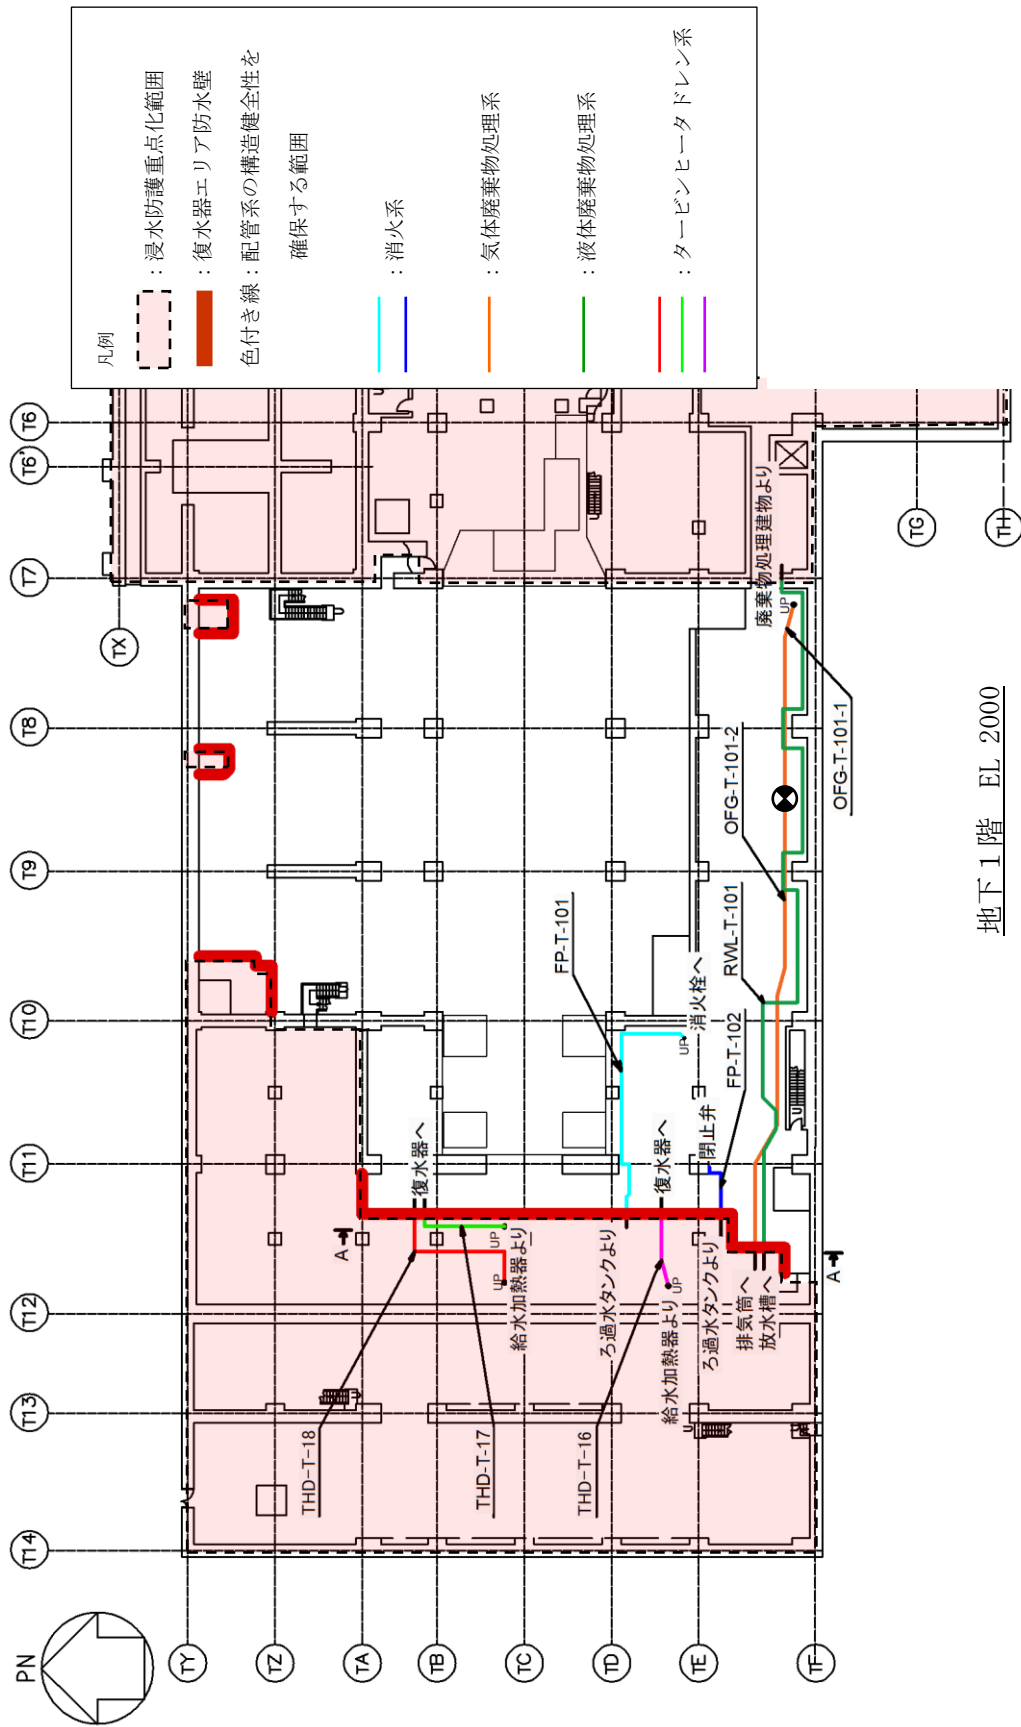 凡例
：浸水防護重点化範囲
：復水器エリア防水壁
色付き線：配管系の構造健全性を
確保する範囲
：消火系
：気体廃棄物処理系
：液体廃棄物処理系
：タービンヒータドレン系
PN
T14
T13
T12
T11
T10
T9
T8
T7
T6'
T6
TX
TY
TZ
TA
TB
TC
TD
TE
TF
TG
TH
A
復水器へ
THD-T-18
UP
UP
給水加熱器より
THD-T-17
FP-T-101
ろ過水タンクより
UP
消火栓へ
復水器へ
THD-T-16
UP
給水加熱器より
閉止弁
FP-T-102
ろ過水タンクより
RWL-T-101
OFG-T-101-2
廃棄物処理建物より
UP
OFG-T-101-1
排気筒へ
放水槽へ
A
地下1階 EL 2000